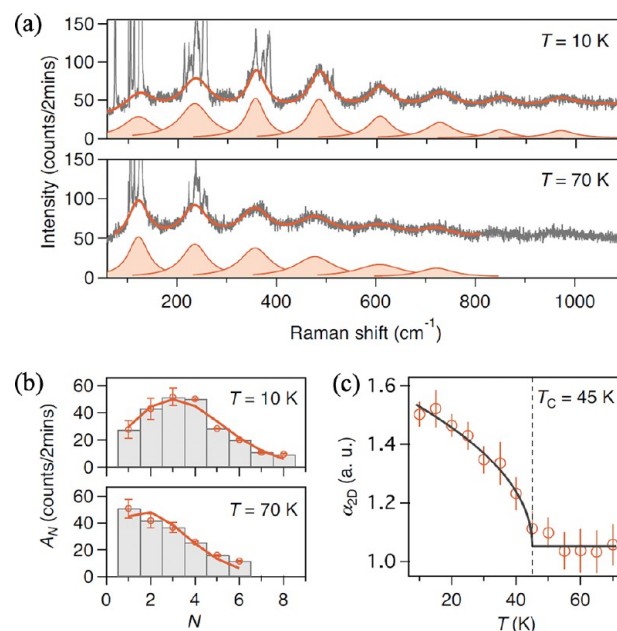 (a)
150
T = 10 K
100
50
0
150
T = 70 K
100
50
0
Intensity (counts/2mins)
200 400 600 800 1000
Raman shift (cm⁻¹)
(b)
60
T = 10 K
40
20
0
60
T = 70 K
40
20
0
A_N (counts/2mins)
0 2 4 6 8
N
(c)
1.6
T_C = 45 K
1.4
1.2
1.0
α_2D (a. u.)
20 40 60
T (K)